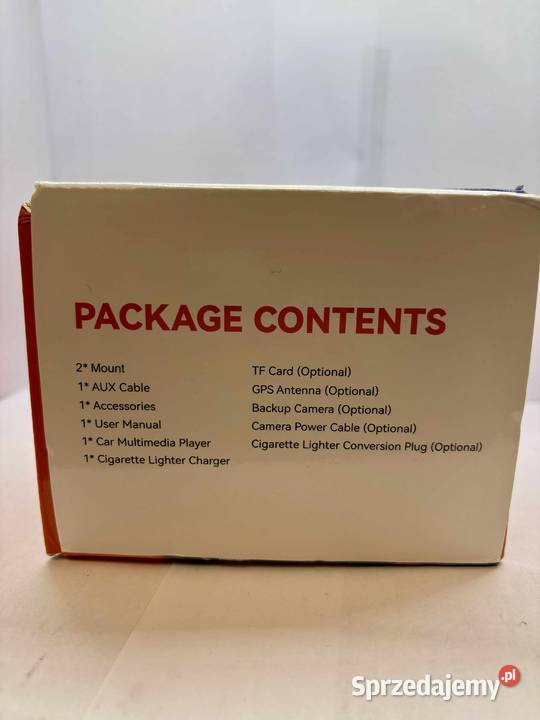 PACKAGE CONTENTS
2* Mount
1* AUX Cable
1* Accessories
1* User Manual
1* Car Multimedia Player
1* Cigarette Lighter Charger
TF Card (Optional)
GPS Antenna (Optional)
Backup Camera (Optional)
Camera Power Cable (Optional)
Cigarette Lighter Conversion Plug (Optional)
Sprzedajemy.pl